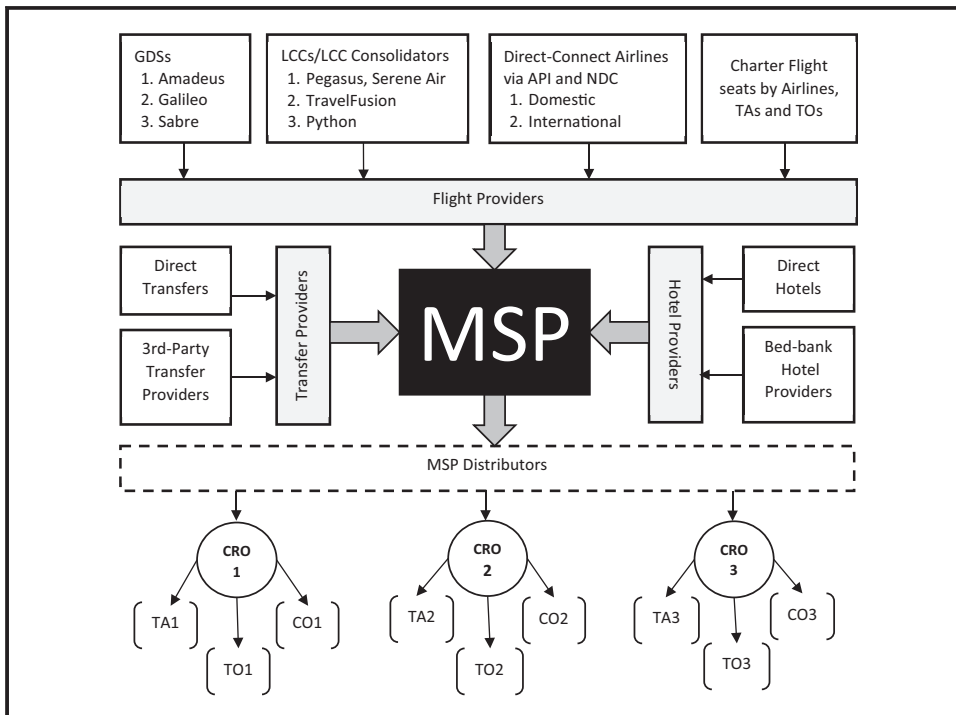 GDSs
1. Amadeus
2. Galileo
3. Sabre
LCCs/LCC Consolidators
1. Pegasus, Serene Air
2. TravelFusion
3. Python
Direct-Connect Airlines
via API and NDC
1. Domestic
2. International
Charter Flight
seats by Airlines,
TAs and TOs
Flight Providers
Direct
Transfers
3rd-Party
Transfer
Providers
Transfer Providers
MSP
Hotel Providers
Direct
Hotels
Bed-bank
Hotel
Providers
MSP Distributors
CRO
1
TA1
TO1
CO1
CRO
2
TA2
TO2
CO2
CRO
3
TA3
TO3
CO3